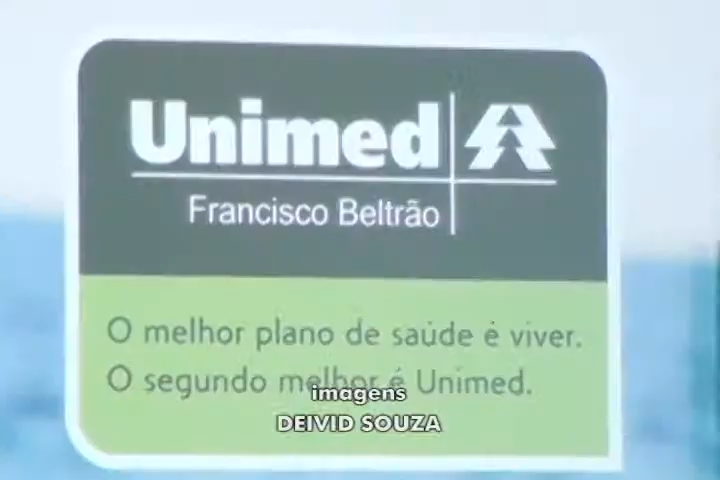 Unimed
Francisco Beltrão
O melhor plano de saúde é viver.
O segundo melhor é Unimed.
imagens
DEIVID SOUZA